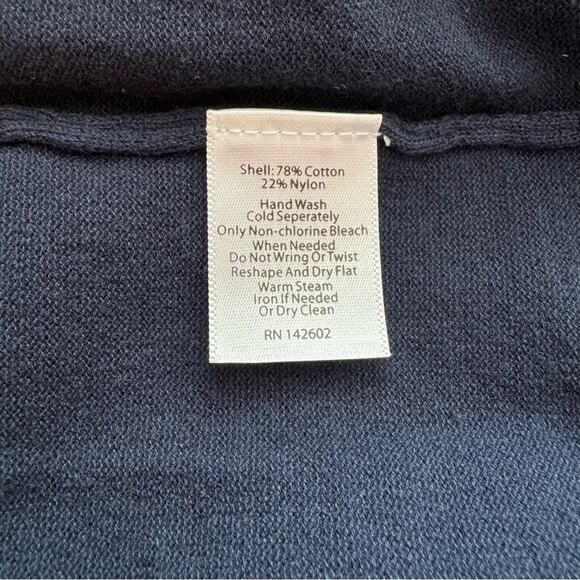 Shell: 78% Cotton
22% Nylon
Hand Wash
Cold Seperately
Only Non-chlorine Bleach
When Needed
Do Not Wring Or Twist
Reshape And Dry Flat
Warm Steam
Iron If Needed
Or Dry Clean
RN 142602